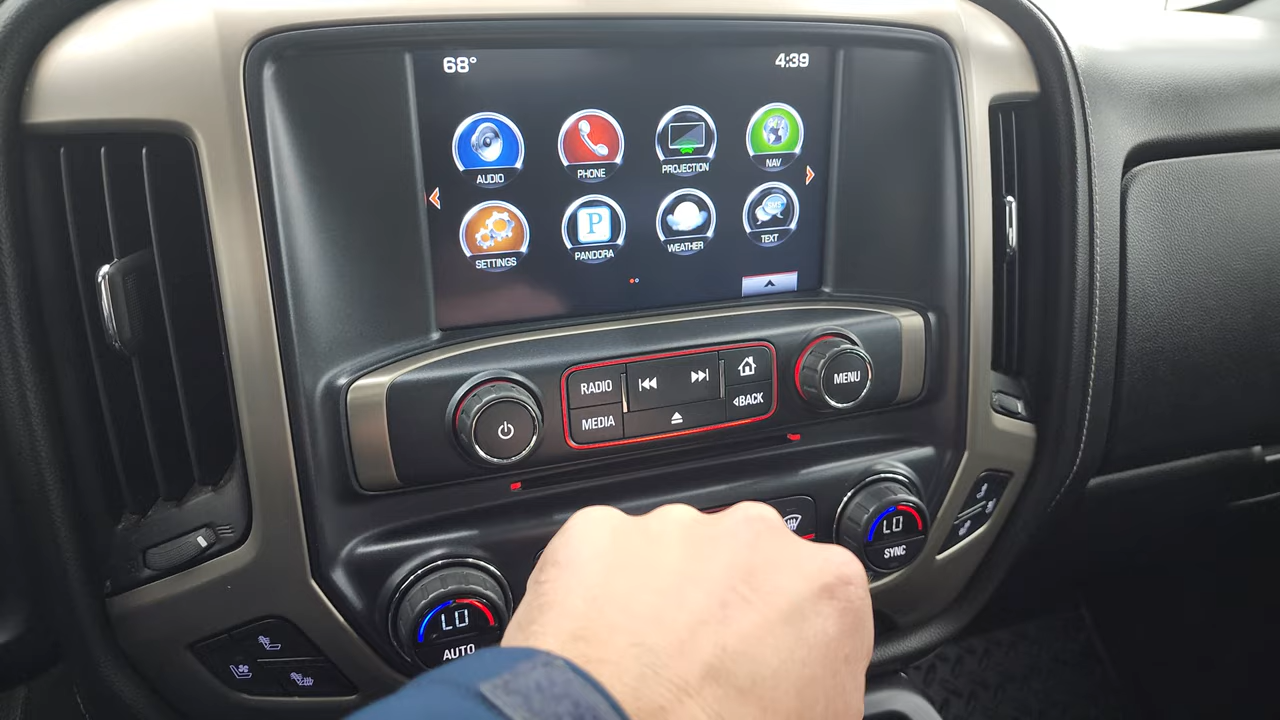 68°
4:39
AUDIO
PHONE
PROJECTION
NAV
SETTINGS
P
PANDORA
WEATHER
TEXT
TEXT
RADIO
MEDIA
BACK
MENU
LO
AUTO
LO
SYNC